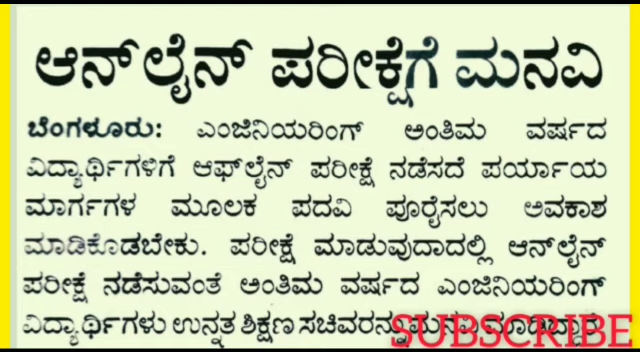 ಆನ್‌ಲೈನ್ ಪರೀಕ್ಷೆಗೆ ಮನವಿ
ಬೆಂಗಳೂರು: ಎಂಜಿನಿಯರಿಂಗ್ ಅಂತಿಮ ವರ್ಷದ
ವಿದ್ಯಾರ್ಥಿಗಳಿಗೆ ಆಫ್‌ಲೈನ್ ಪರೀಕ್ಷೆ ನಡೆಸದೆ ಪರ್ಯಾಯ
ಮಾರ್ಗಗಳ ಮೂಲಕ ಪದವಿ ಪೂರೈಸಲು ಅವಕಾಶ
ಮಾಡಿಕೊಡಬೇಕು. ಪರೀಕ್ಷೆ ಮಾಡುವುದಾದಲ್ಲಿ ಆನ್‌ಲೈನ್
ಪರೀಕ್ಷೆ ನಡೆಸುವಂತೆ ಅಂತಿಮ ವರ್ಷದ ಎಂಜಿನಿಯರಿಂಗ್
ವಿದ್ಯಾರ್ಥಿಗಳು ಉನ್ನತ ಶಿಕ್ಷಣ ಸಚಿವರನ್ನು
SUBSCRIBE